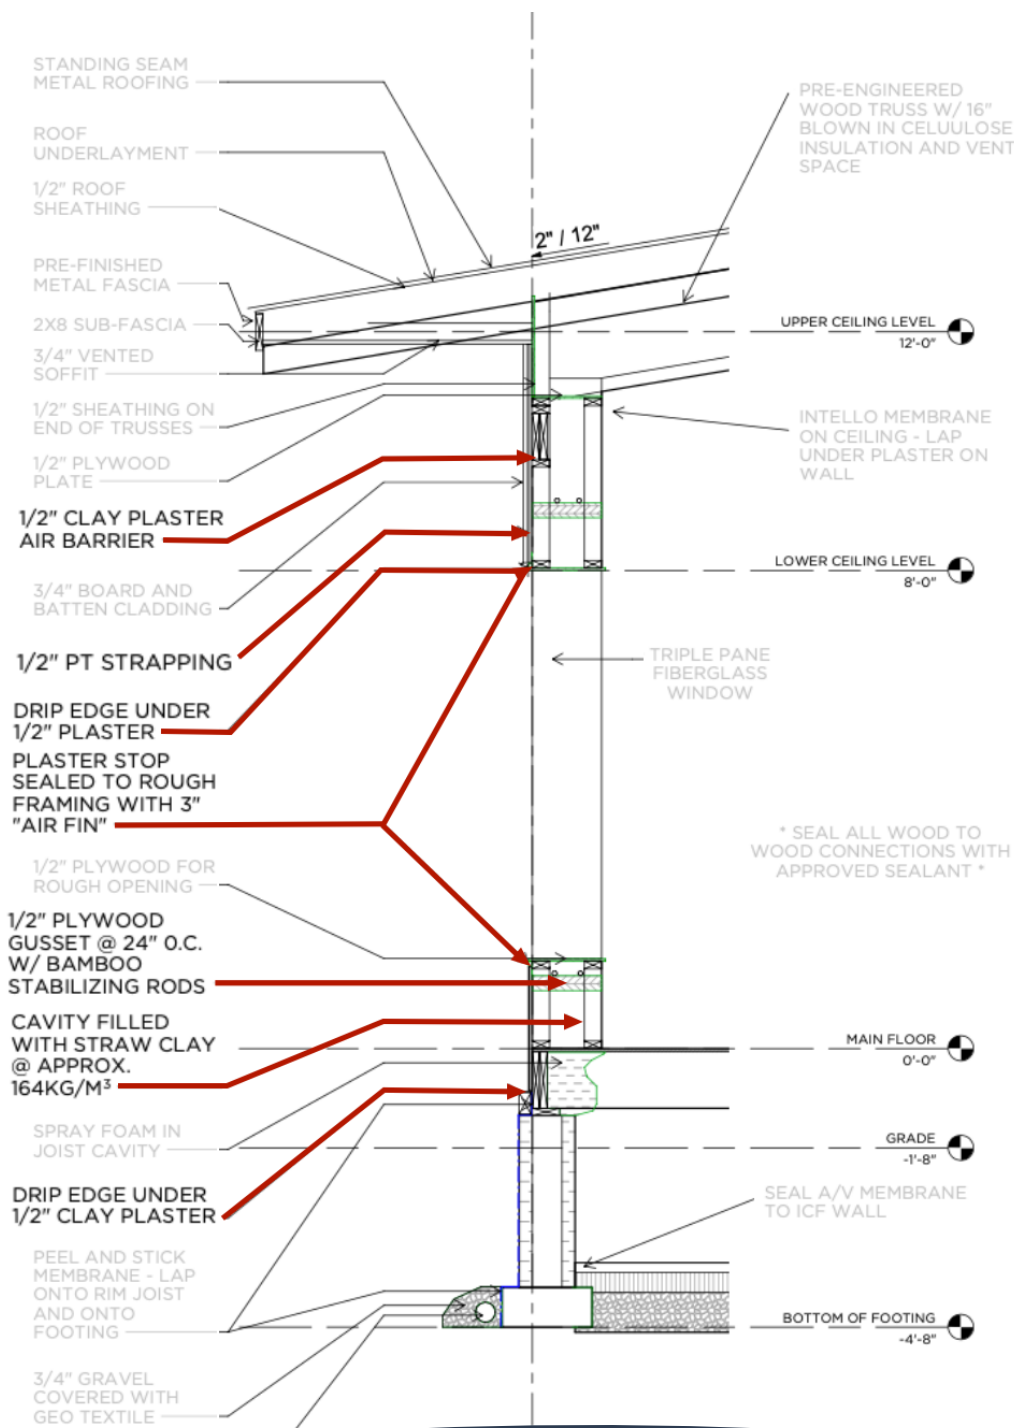 STANDING SEAM
METAL ROOFING
ROOF
UNDERLAYMENT
1/2" ROOF
SHEATHING
PRE-FINISHED
METAL FASCIA
2X8 SUB-FASCIA
3/4" VENTED
SOFFIT
1/2" SHEATHING ON
END OF TRUSSES
1/2" PLYWOOD
PLATE
1/2" CLAY PLASTER
AIR BARRIER
3/4" BOARD AND
BATTEN CLADDING
1/2" PT STRAPPING
DRIP EDGE UNDER
1/2" PLASTER
PLASTER STOP
SEALED TO ROUGH
FRAMING WITH 3"
"AIR FIN"
1/2" PLYWOOD FOR
ROUGH OPENING
1/2" PLYWOOD
GUSSET @ 24" O.C.
W/ BAMBOO
STABILIZING RODS
CAVITY FILLED
WITH STRAW CLAY
@ APPROX.
164KG/M³
SPRAY FOAM IN
JOIST CAVITY
DRIP EDGE UNDER
1/2" CLAY PLASTER
PEEL AND STICK
MEMBRANE - LAP
ONTO RIM JOIST
AND ONTO
FOOTING
3/4" GRAVEL
COVERED WITH
GEO TEXTILE
2" / 12"
PRE-ENGINEERED
WOOD TRUSS W/ 16"
BLOWN IN CELUULOSE
INSULATION AND VENT
SPACE
UPPER CEILING LEVEL
12'-0"
INTELLO MEMBRANE
ON CEILING - LAP
UNDER PLASTER ON
WALL
LOWER CEILING LEVEL
8'-0"
TRIPLE PANE
FIBERGLASS
WINDOW
* SEAL ALL WOOD TO
WOOD CONNECTIONS WITH
APPROVED SEALANT *
MAIN FLOOR
0'-0"
GRADE
-1'-8"
SEAL A/V MEMBRANE
TO ICF WALL
BOTTOM OF FOOTING
-4'-8"